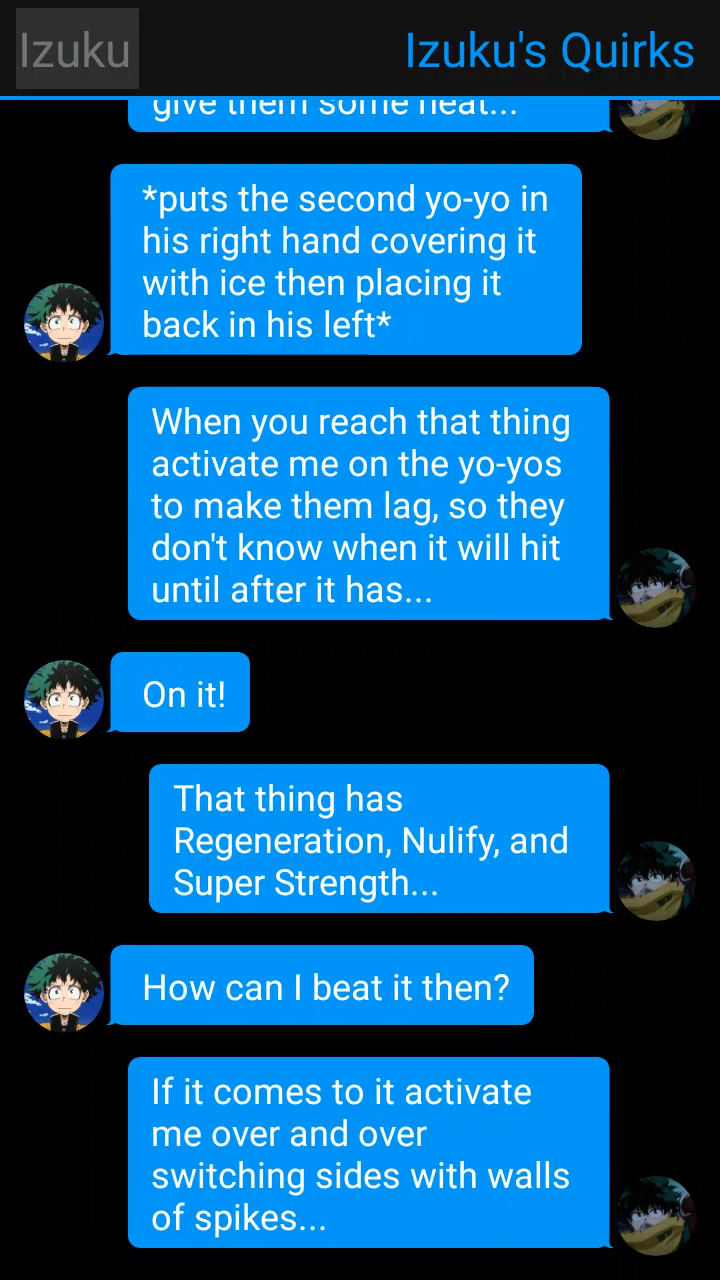 Izuku
Izuku's Quirks
give them some heat...
*puts the second yo-yo in
his right hand covering it
with ice then placing it
back in his left*
When you reach that thing
activate me on the yo-yos
to make them lag, so they
don't know when it will hit
until after it has...
On it!
That thing has
Regeneration, Nulify, and
Super Strength...
How can I beat it then?
If it comes to it activate
me over and over
switching sides with walls
of spikes...